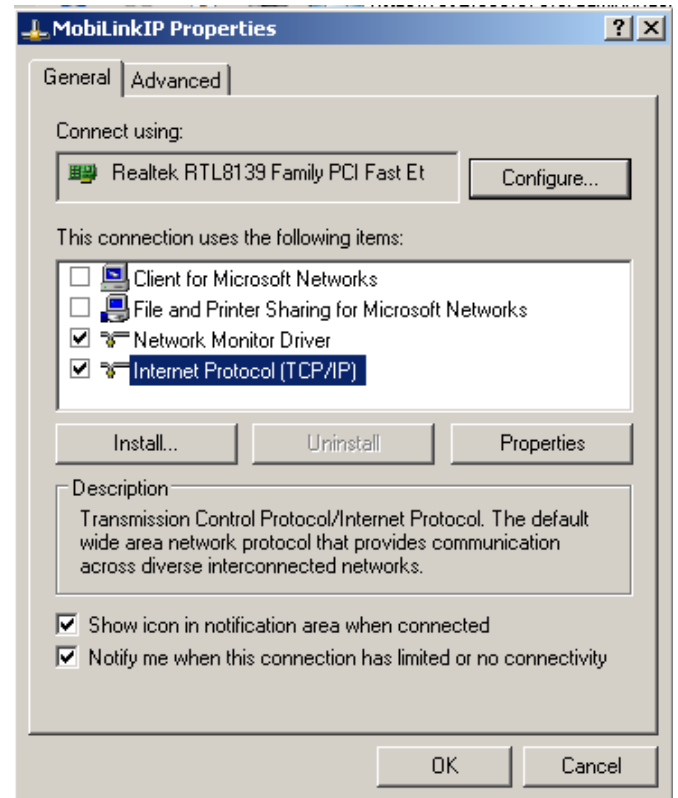 MobiLinkIP Properties
General
Advanced
Connect using:
Realtek RTL8139 Family PCI Fast Et
Configure...
This connection uses the following items:
Client for Microsoft Networks
File and Printer Sharing for Microsoft Networks
Network Monitor Driver
Internet Protocol (TCP/IP)
Install...
Uninstall
Properties
Description
Transmission Control Protocol/Internet Protocol. The default
wide area network protocol that provides communication
across diverse interconnected networks.
Show icon in notification area when connected
Notify me when this connection has limited or no connectivity
OK
Cancel